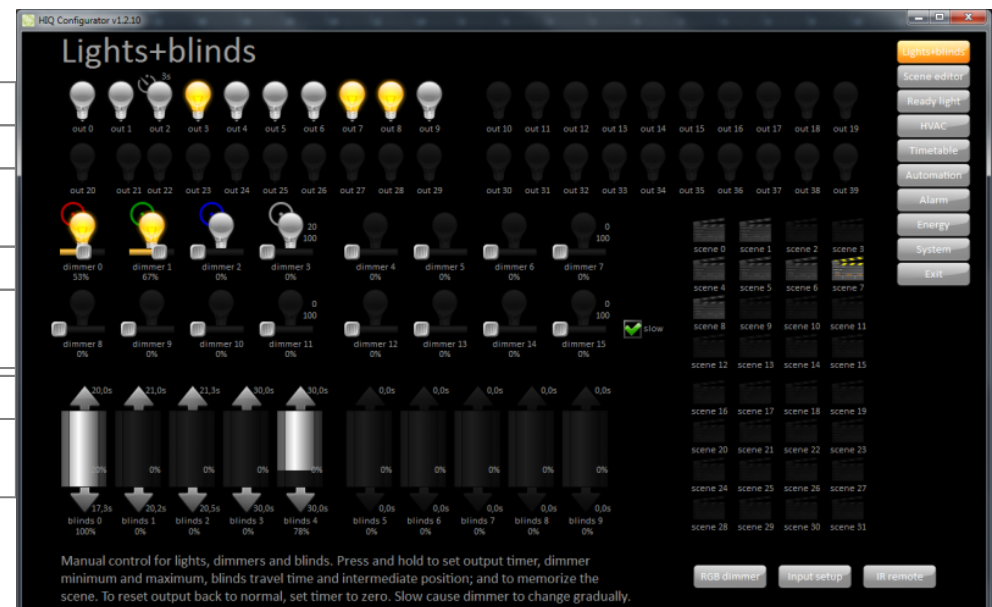 HIQ Configurator v1.2.10
Lights+blinds
3s
out 0 out 1 out 2 out 3 out 4 out 5 out 6 out 7 out 8 out 9 out 10 out 11 out 12 out 13 out 14 out 15 out 16 out 17 out 18 out 19
out 20 out 21 out 22 out 23 out 24 out 25 out 26 out 27 out 28 out 29 out 30 out 31 out 32 out 33 out 34 out 35 out 36 out 37 out 38 out 39
20 0
100 100
dimmer 0 dimmer 1 dimmer 2 dimmer 3 dimmer 4 dimmer 5 dimmer 6 dimmer 7
53% 67% 0% 0% 0% 0% 0% 0%
0 0
100 100
dimmer 8 dimmer 9 dimmer 10 dimmer 11 dimmer 12 dimmer 13 dimmer 14 dimmer 15
0% 0% 0% 0% 0% 0% 0% 0%
slow
20,0s 21,0s 21,3s 30,0s 30,0s 0,0s 0,0s 0,0s 0,0s 0,0s
20% 0% 0% 0% 0% 0% 0% 0% 0% 0%
17,3s 20,2s 20,5s 30,0s 30,0s 0,0s 0,0s 0,0s 0,0s 0,0s
blinds 0 blinds 1 blinds 2 blinds 3 blinds 4 blinds 5 blinds 6 blinds 7 blinds 8 blinds 9
100% 0% 0% 0% 78% 0% 0% 0% 0% 0%
scene 0 scene 1 scene 2 scene 3
scene 4 scene 5 scene 6 scene 7
scene 8 scene 9 scene 10 scene 11
scene 12 scene 13 scene 14 scene 15
scene 16 scene 17 scene 18 scene 19
scene 20 scene 21 scene 22 scene 23
scene 24 scene 25 scene 26 scene 27
scene 28 scene 29 scene 30 scene 31
Lights+blinds
Scene editor
Ready light
HVAC
Timetable
Automation
Alarm
Energy
System
Exit
Manual control for lights, dimmers and blinds. Press and hold to set output timer, dimmer
minimum and maximum, blinds travel time and intermediate position; and to memorize the
scene. To reset output back to normal, set timer to zero. Slow cause dimmer to change gradually.
RGB dimmer Input setup IR remote